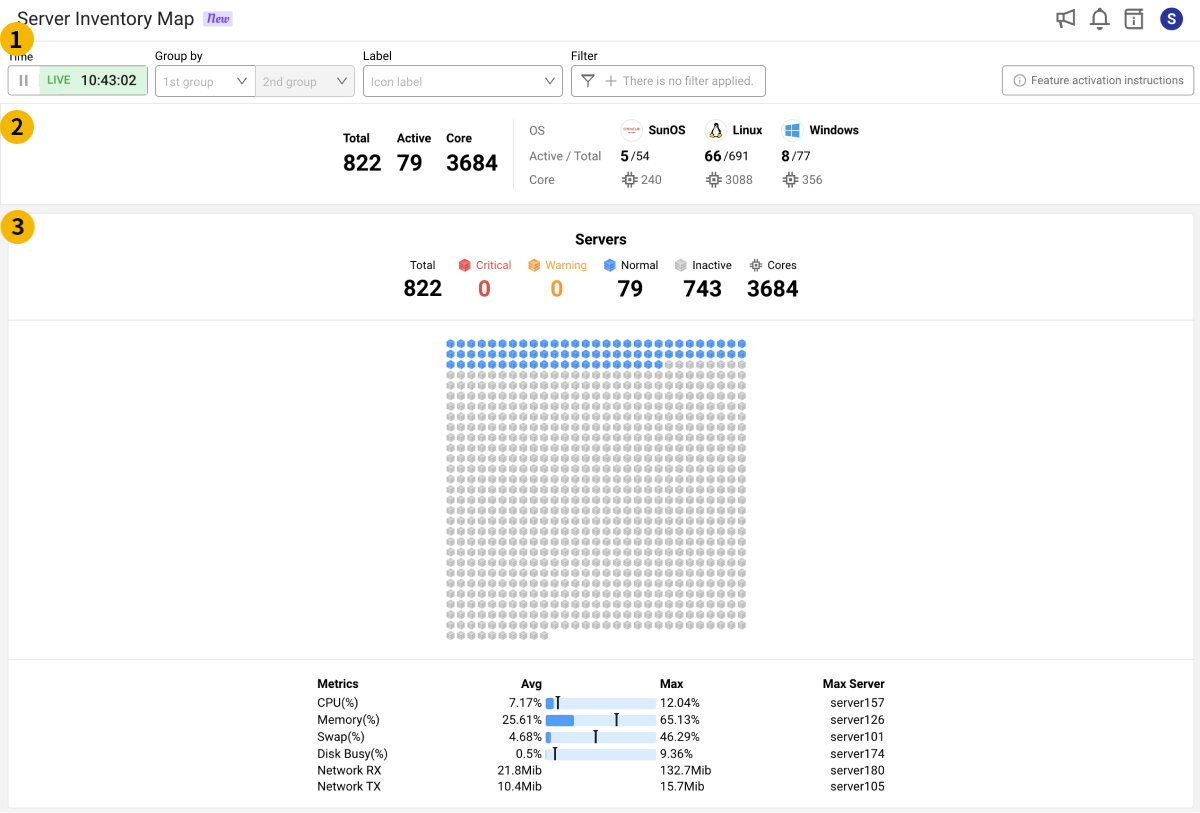 Server Inventory Map New
S
1
Time Group by Label Filter
LIVE 10:43:02 1st group 2nd group Icon label There is no filter applied. Feature activation instructions
2
Total Active Core
822 79 3684
OS SunOS Linux Windows
Active / Total 5/54 66/691 8/77
Core 240 3088 356
3
Servers
Total Critical Warning Normal Inactive Cores
822 0 0 79 743 3684
Metrics Avg Max Max Server
CPU(%) 7.17% 12.04% server157
Memory(%) 25.61% 65.13% server126
Swap(%) 4.68% 46.29% server101
Disk Busy(%) 0.5% 9.36% server174
Network RX 21.8Mib 132.7Mib server180
Network TX 10.4Mib 15.7Mib server105